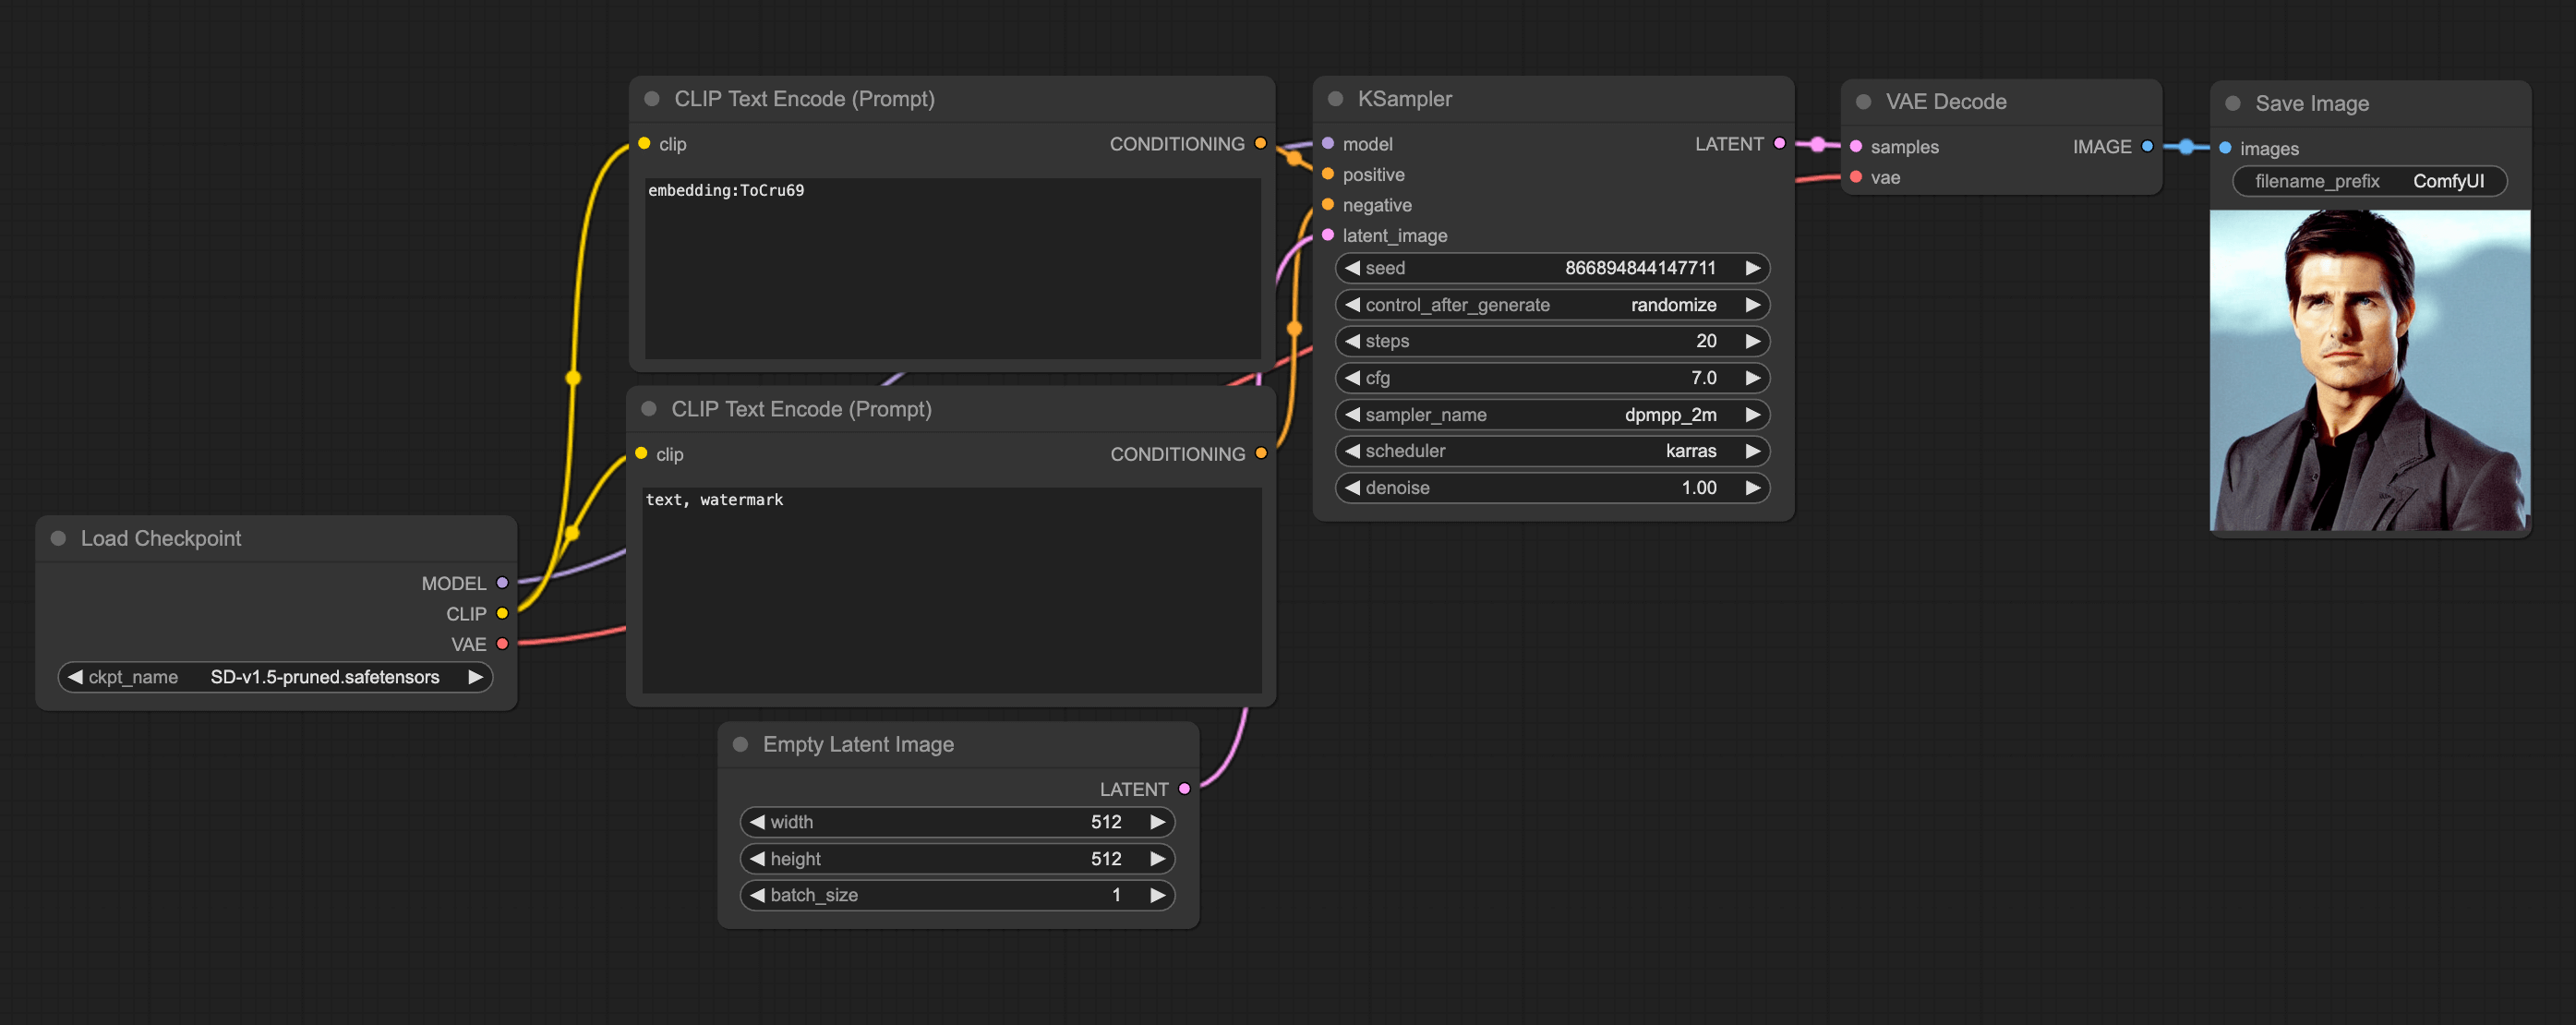 CLIP Text Encode (Prompt)
clip CONDITIONING
embedding:ToCru69
CLIP Text Encode (Prompt)
clip CONDITIONING
text, watermark
Load Checkpoint
MODEL
CLIP
VAE
ckpt_name SD-v1.5-pruned.safetensors
Empty Latent Image
LATENT
width 512
height 512
batch_size 1
KSampler
model LATENT
positive
negative
latent_image
seed 866894844147711
control_after_generate randomize
steps 20
cfg 7.0
sampler_name dpmpp_2m
scheduler karras
denoise 1.00
VAE Decode
samples IMAGE
vae
Save Image
images
filename_prefix ComfyUI